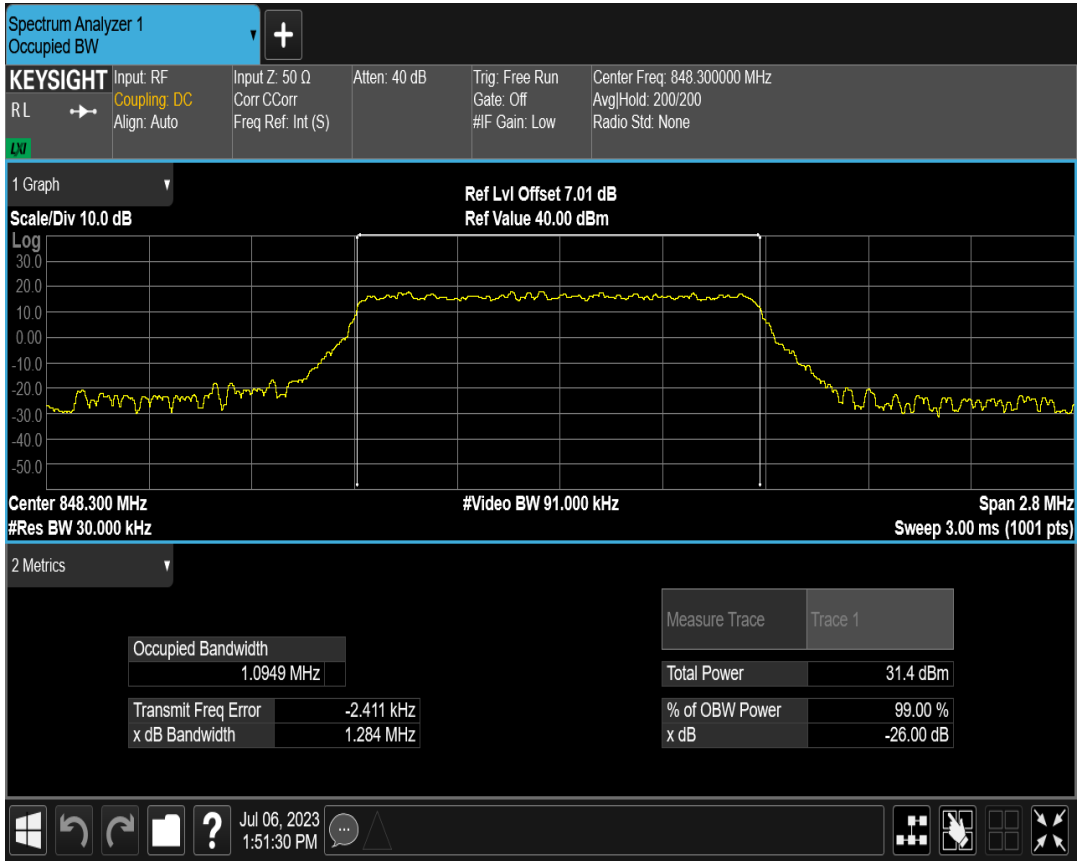 Spectrum Analyzer 1
Occupied BW
+
KEYSIGHT
RL
LXI
Input: RF
Coupling: DC
Align: Auto
Input Z: 50 Ω
Corr CCorr
Freq Ref: Int (S)
Atten: 40 dB
Trig: Free Run
Gate: Off
#IF Gain: Low
Center Freq: 848.300000 MHz
Avg|Hold: 200/200
Radio Std: None
1 Graph
Scale/Div 10.0 dB
Ref Lvl Offset 7.01 dB
Ref Value 40.00 dBm
Log
30.0
20.0
10.0
0.00
-10.0
-20.0
-30.0
-40.0
-50.0
Center 848.300 MHz
#Video BW 91.000 kHz
Span 2.8 MHz
#Res BW 30.000 kHz
Sweep 3.00 ms (1001 pts)
2 Metrics
Measure Trace Trace 1
Occupied Bandwidth
1.0949 MHz
Total Power 31.4 dBm
Transmit Freq Error -2.411 kHz
% of OBW Power 99.00 %
x dB Bandwidth 1.284 MHz
x dB -26.00 dB
?
Jul 06, 2023
1:51:30 PM